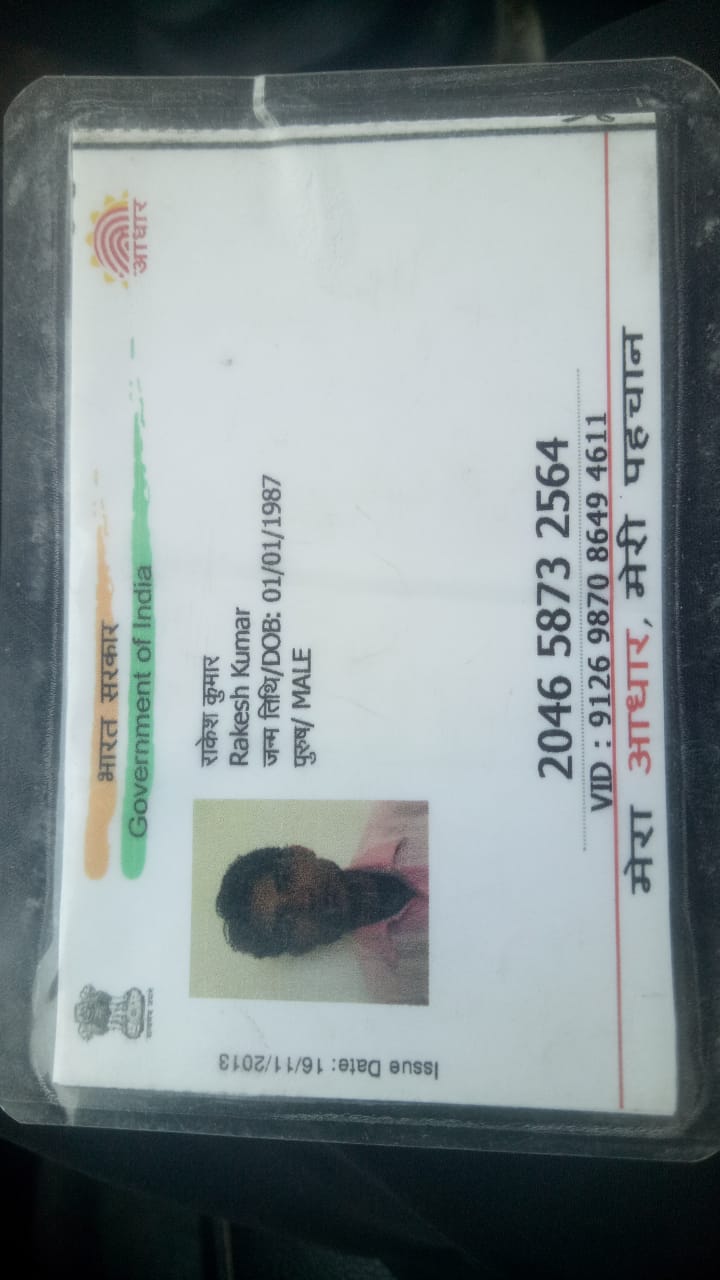 भारत सरकार
Government of India
आधार
Issue Date: 16/11/2013
राकेश कुमार
Rakesh Kumar
जन्म तिथि/DOB: 01/01/1987
पुरुष/ MALE
2046 5873 2564
VID : 9126 9870 8649 4611
मेरा आधार, मेरी पहचान